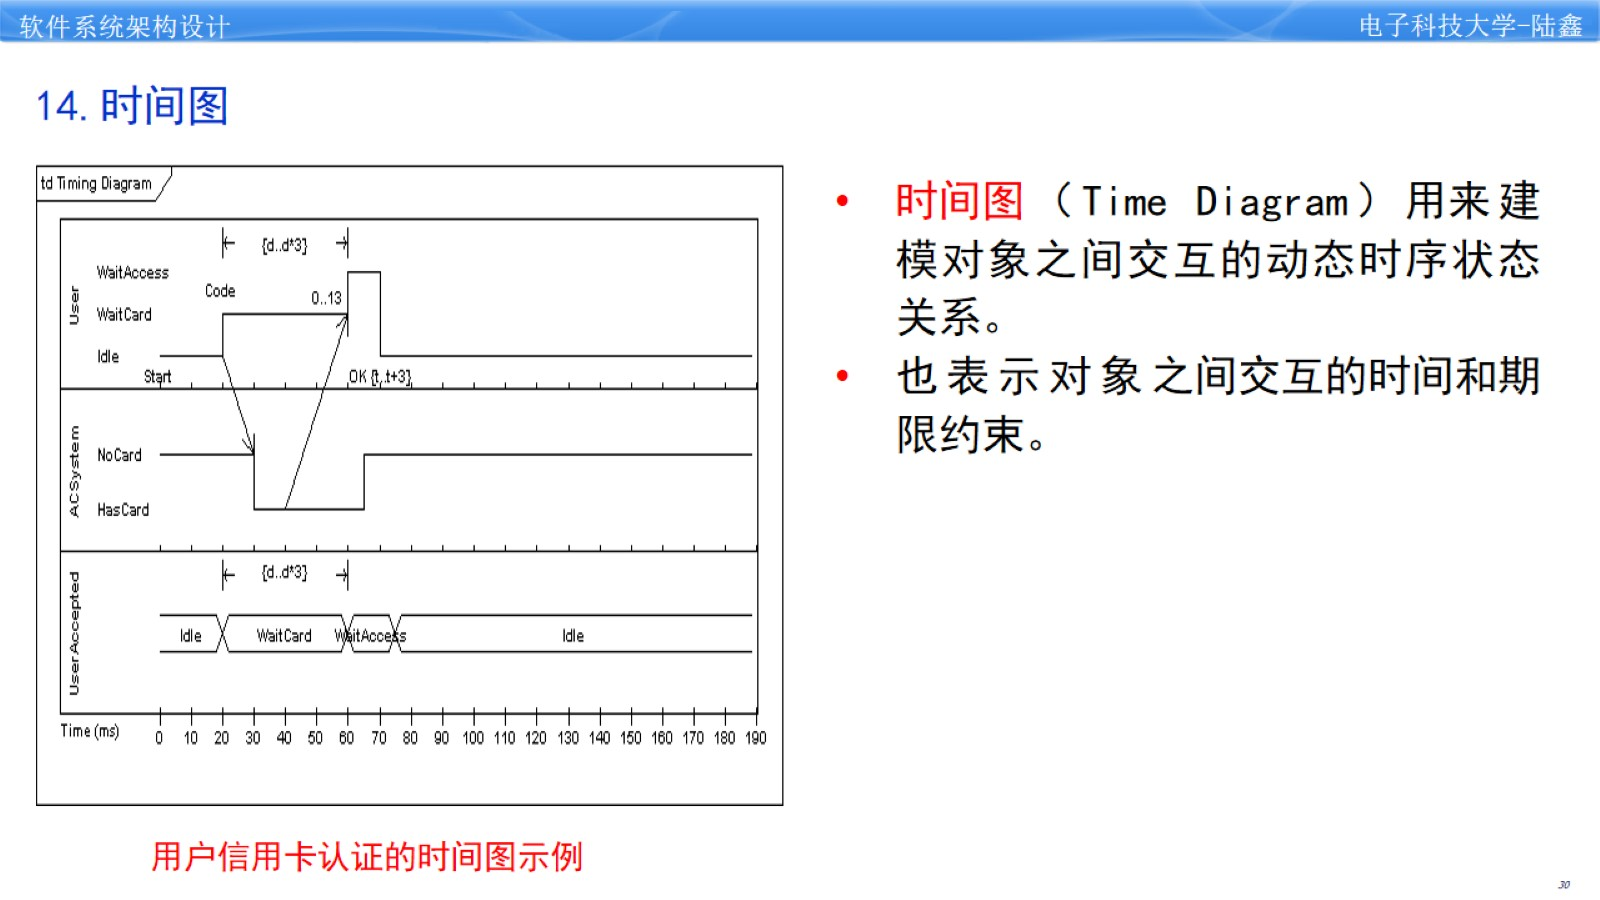 软件系统架构设计
电子科技大学-陆鑫
14.时间图
td Timing Diagram
{d..d*3}
WaitAccess
Code
0..13
WaitCard
User
Idle
Start
OK {t..t+3}
ACSystem
NoCard
HasCard
{d..d*3}
UserAccepted
Idle
WaitCard
WaitAccess
Idle
Time (ms)
0 10 20 30 40 50 60 70 80 90 100 110 120 130 140 150 160 170 180 190
用户信用卡认证的时间图示例
• 时间图（Time Diagram）用来建
模对象之间交互的动态时序状态
关系。
• 也表示对象之间交互的时间和期
限约束。
30